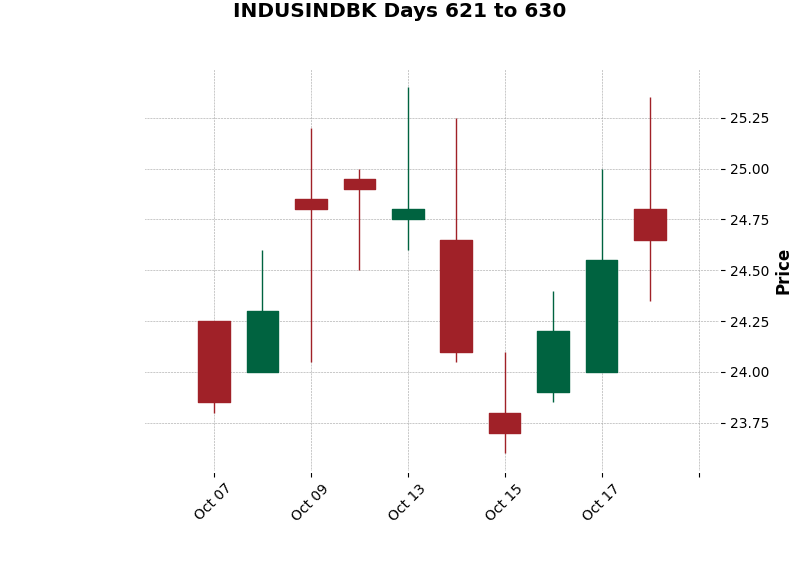 INDUSINDBK Days 621 to 630
25.25
25.00
24.75
24.50
24.25
24.00
23.75
Price
Oct 07
Oct 09
Oct 13
Oct 15
Oct 17